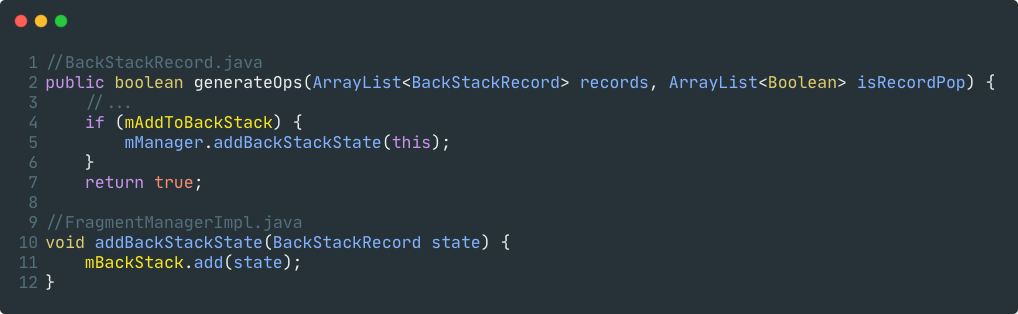 1 //BackStackRecord.java
2 public boolean generateOps(ArrayList<BackStackRecord> records, ArrayList<Boolean> isRecordPop) {
3     //...
4     if (mAddToBackStack) {
5         mManager.addBackStackState(this);
6     }
7     return true;
8
9 //FragmentManagerImpl.java
10 void addBackStackState(BackStackRecord state) {
11     mBackStack.add(state);
12 }